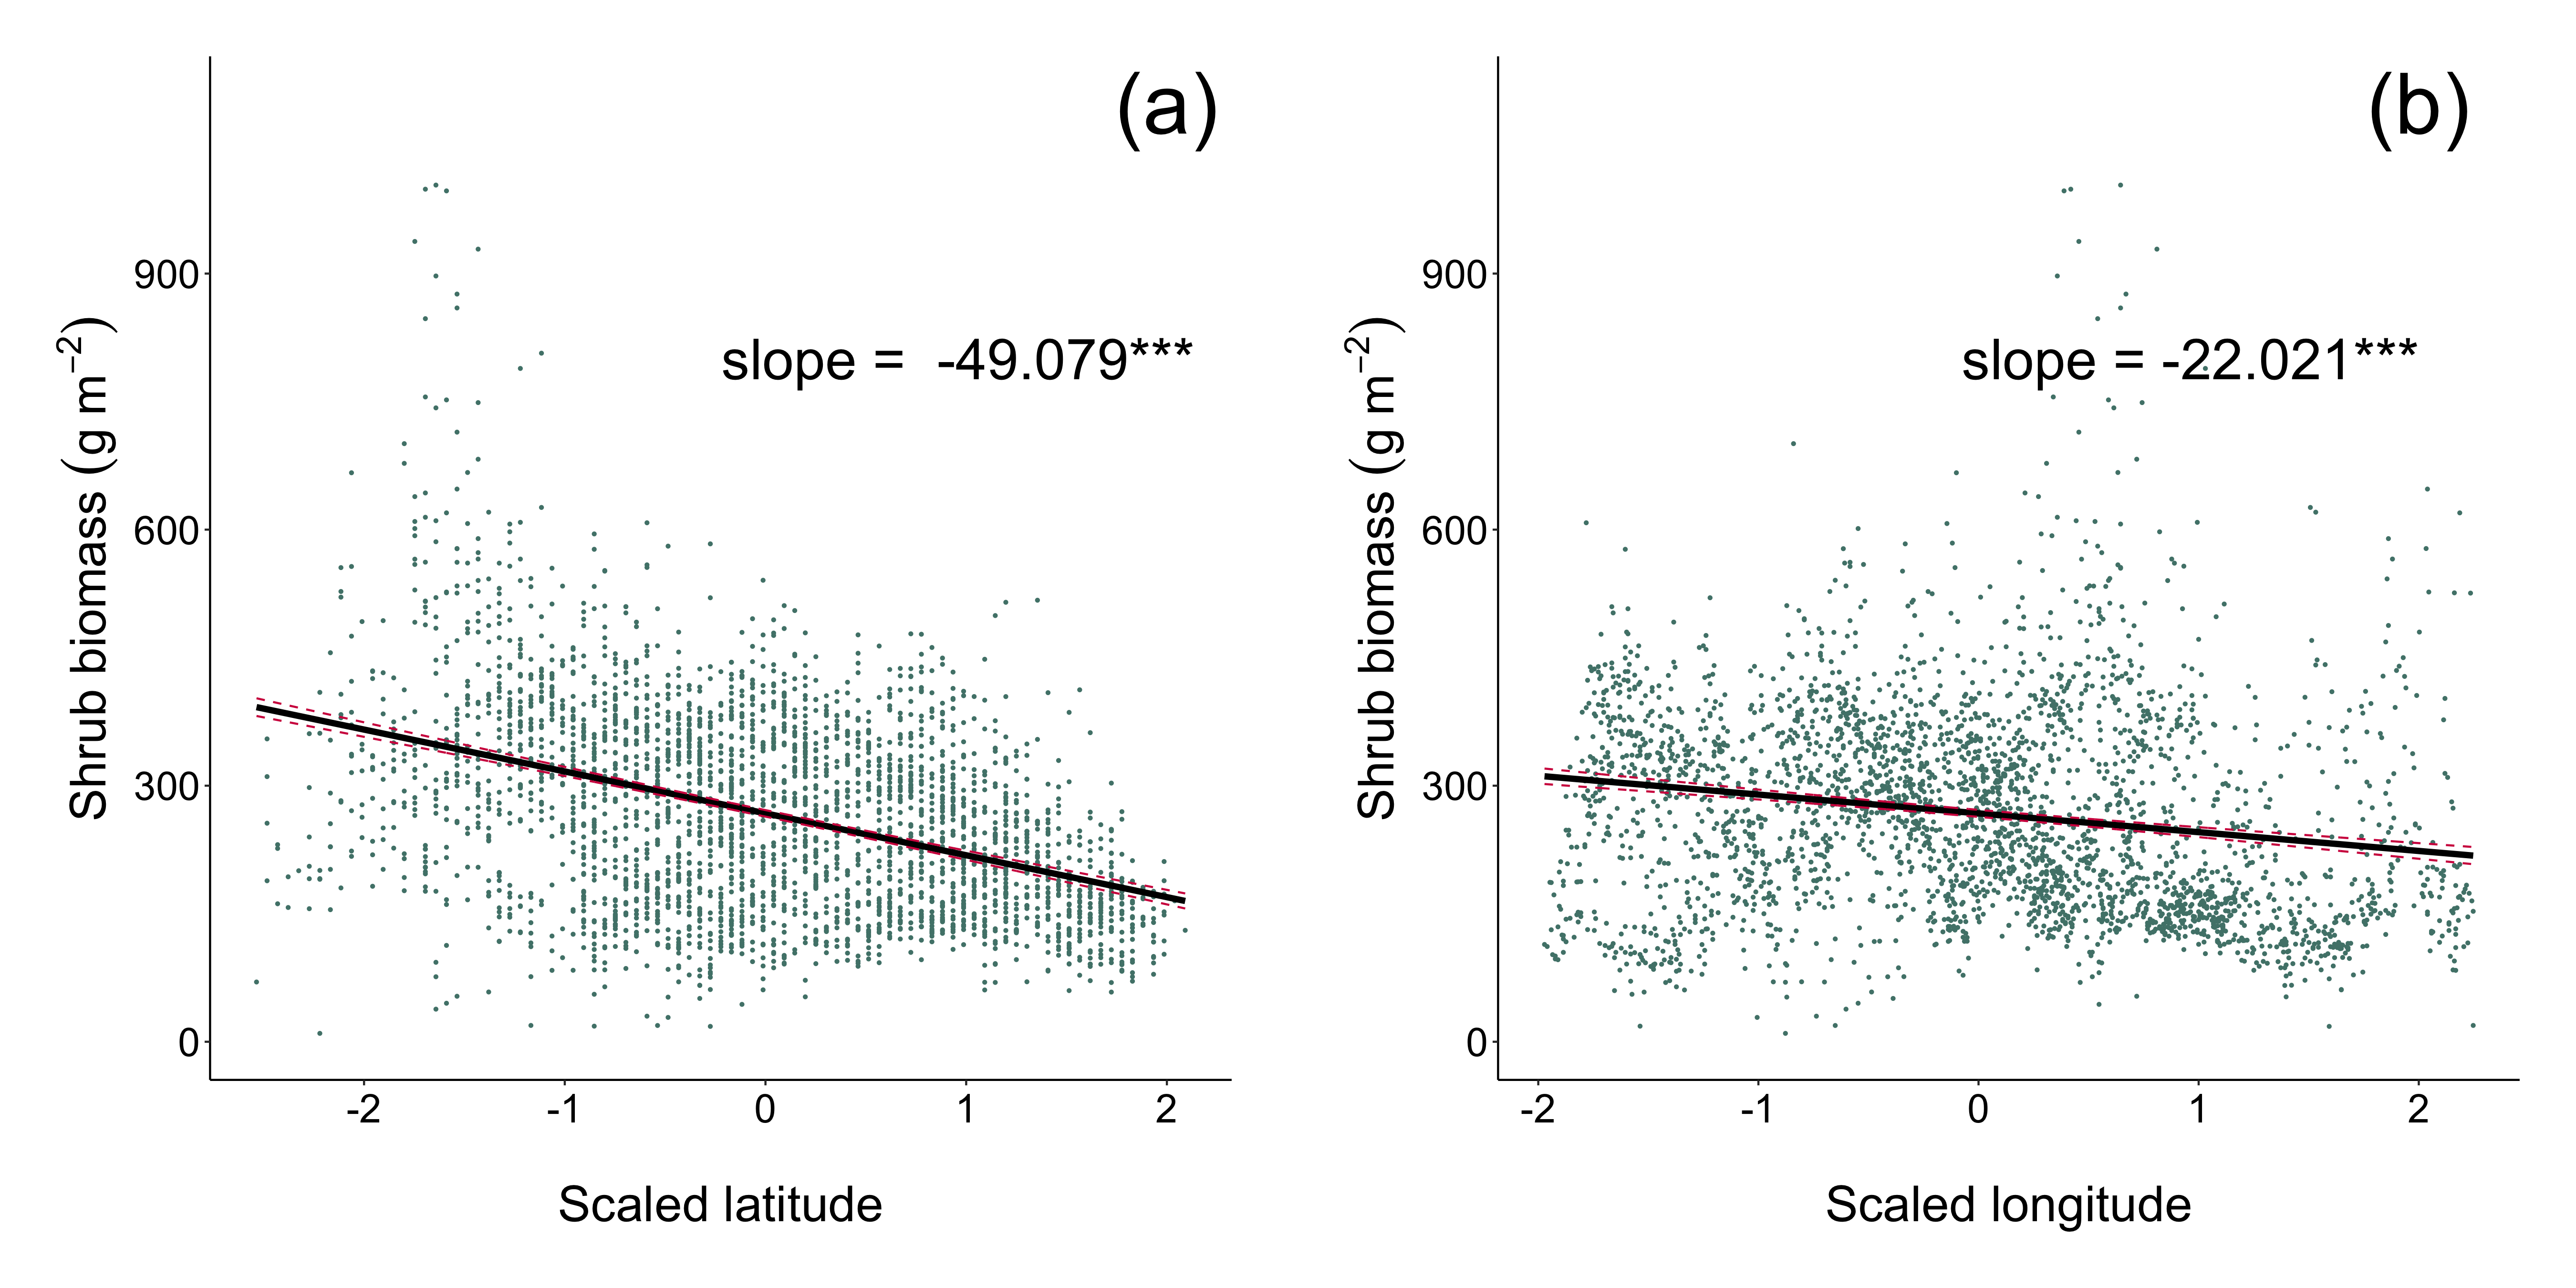 (a)
slope =  -49.079***
Shrub biomass (g m⁻²)
900
600
300
0
-2 -1 0 1 2
Scaled latitude
(b)
slope = -22.021***
Shrub biomass (g m⁻²)
900
600
300
0
-2 -1 0 1 2
Scaled longitude